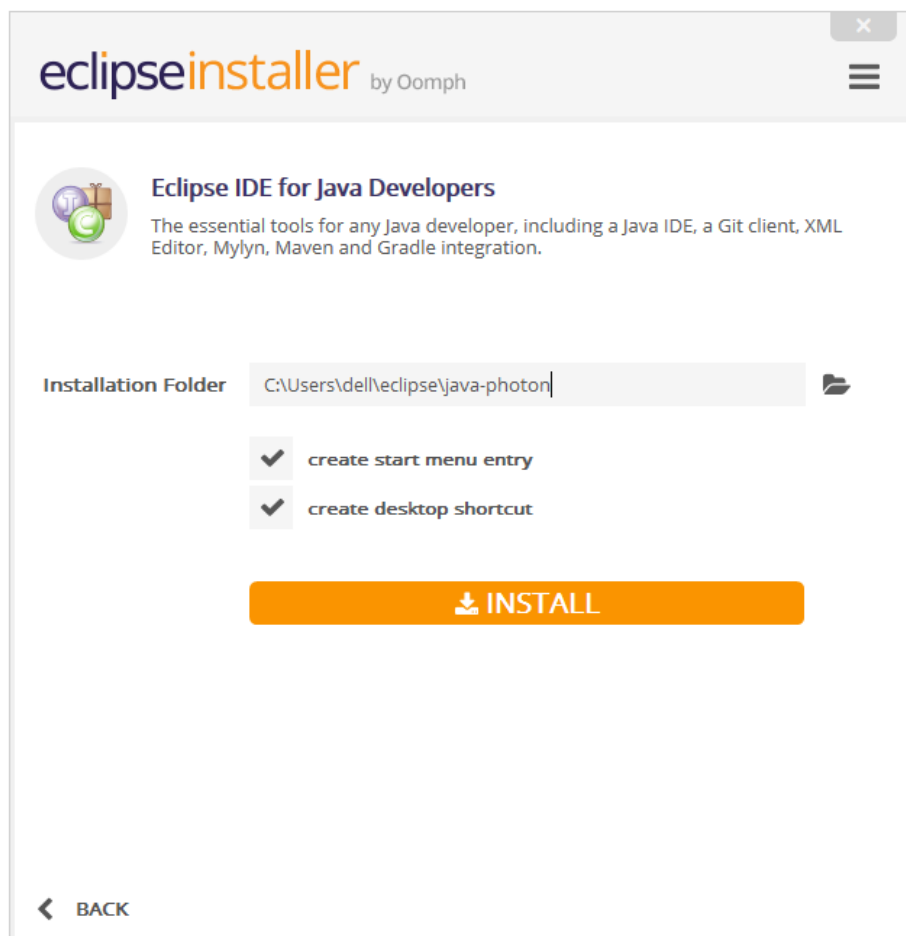 eclipseinstaller by Oomph
Eclipse IDE for Java Developers
The essential tools for any Java developer, including a Java IDE, a Git client, XML
Editor, Mylyn, Maven and Gradle integration.
Installation Folder C:\Users\dell\eclipse\java-photon
create start menu entry
create desktop shortcut
INSTALL
BACK